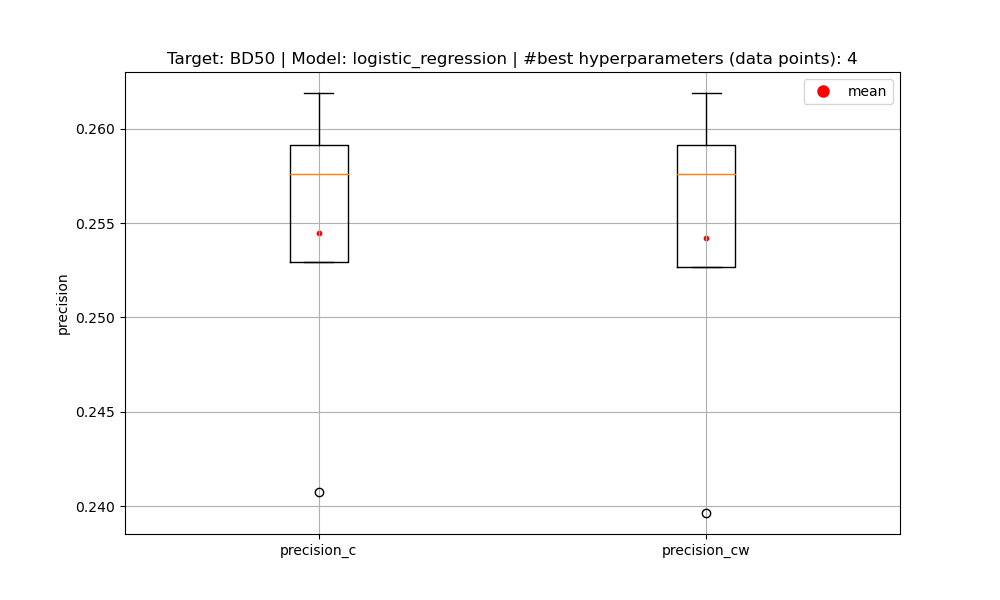 Target: BD50 | Model: logistic_regression | #best hyperparameters (data points): 4
mean
0.260
0.255
0.250
0.245
0.240
precision
precision_c
precision_cw